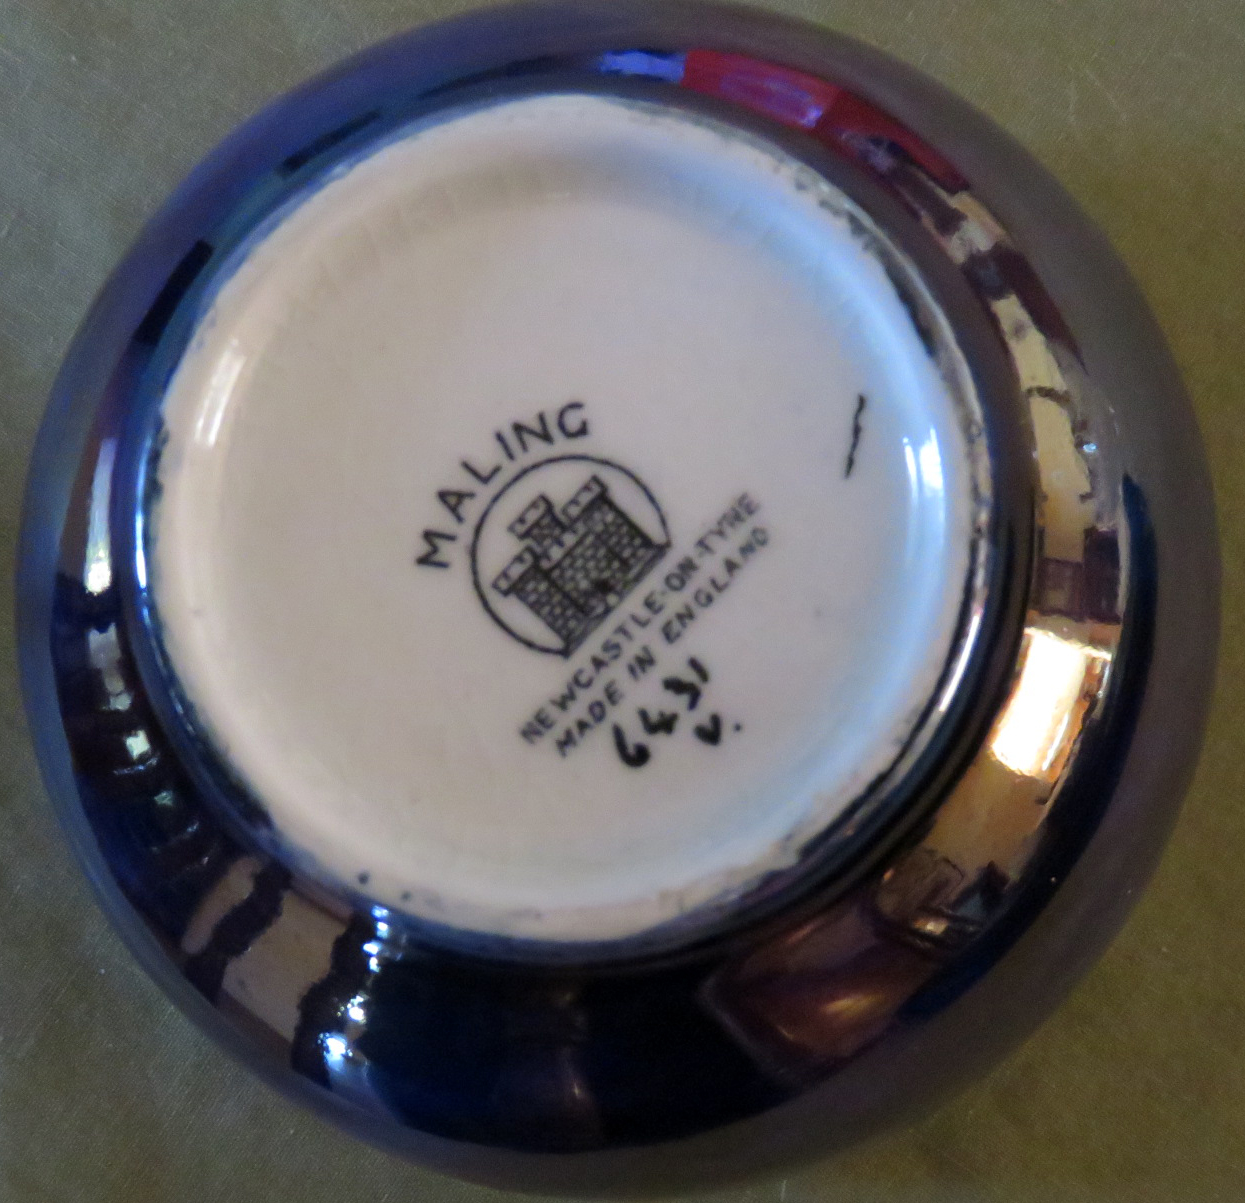 MALING
NEWCASTLE-ON-TYNE
MADE IN ENGLAND
6431
v.